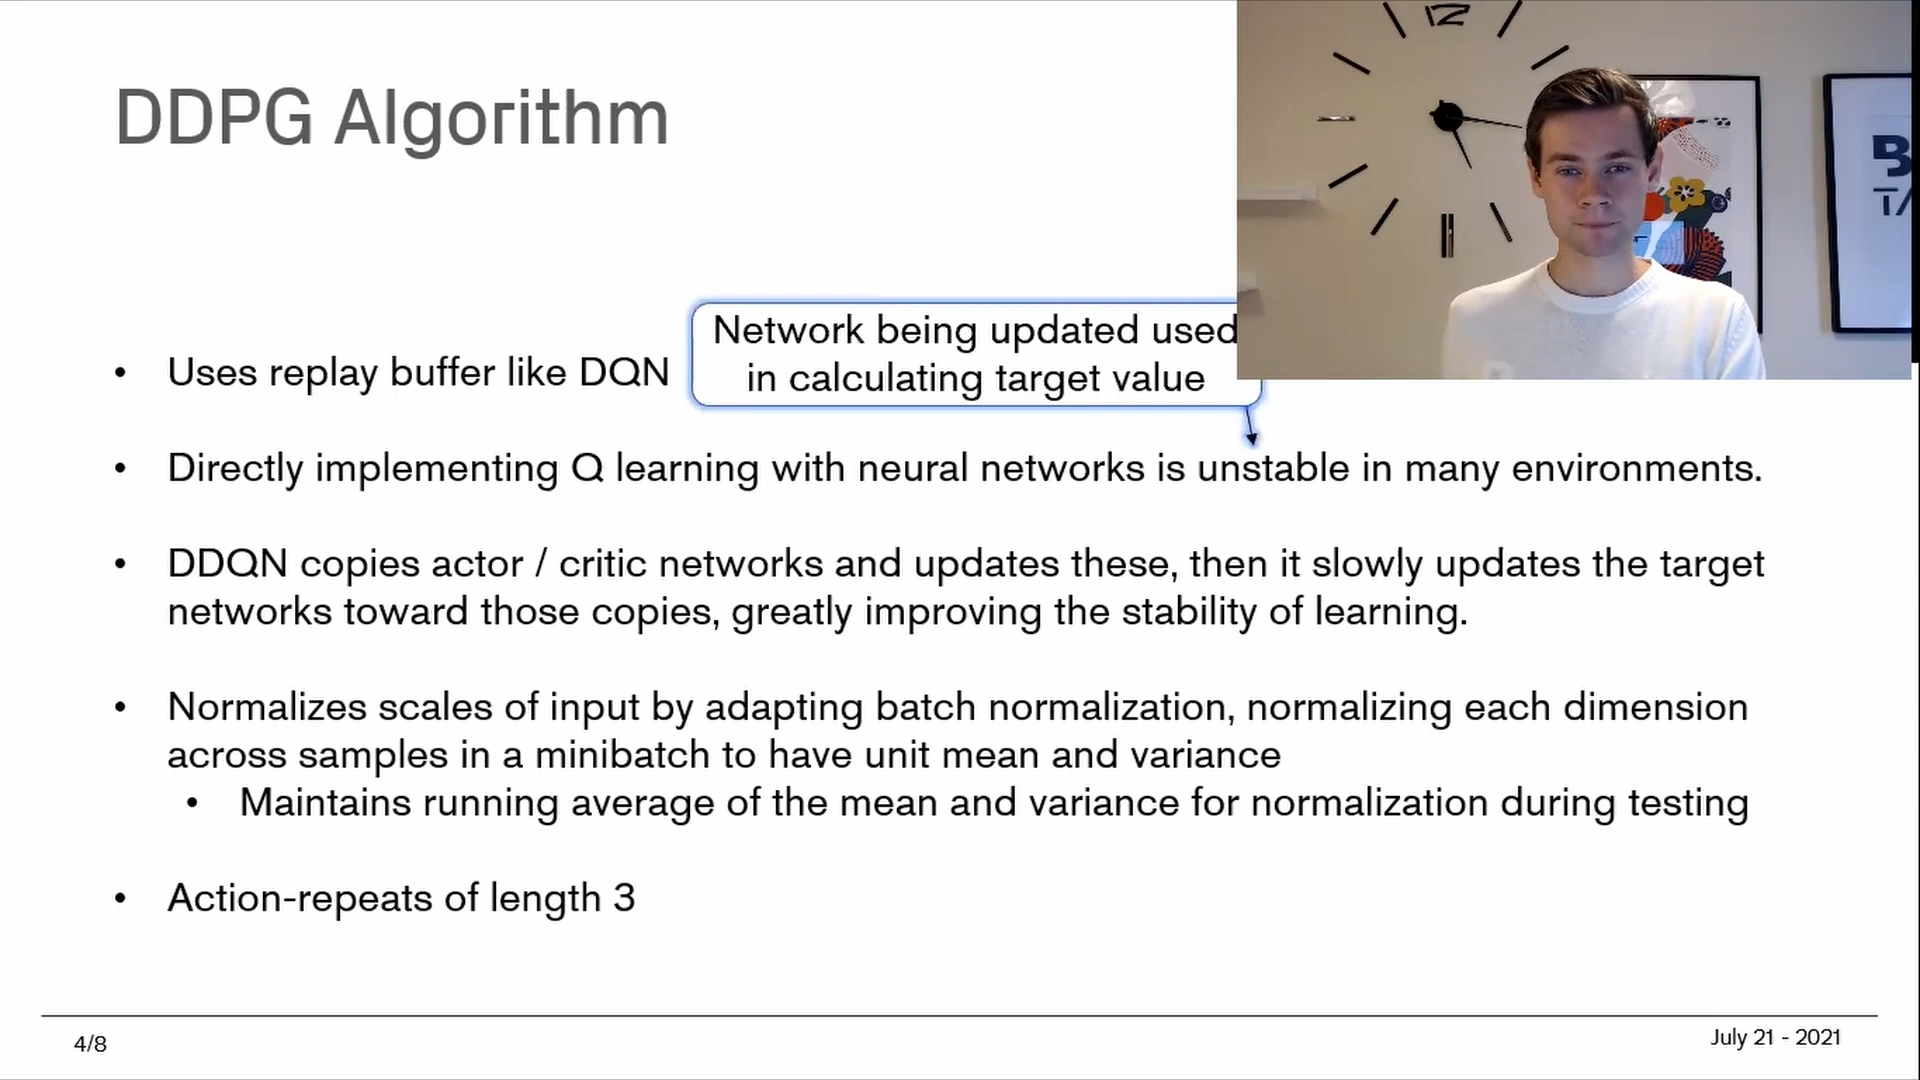 DDPG Algorithm
12
B
T/
Network being updated used
in calculating target value
• Uses replay buffer like DQN
• Directly implementing Q learning with neural networks is unstable in many environments.
• DDQN copies actor / critic networks and updates these, then it slowly updates the target
networks toward those copies, greatly improving the stability of learning.
• Normalizes scales of input by adapting batch normalization, normalizing each dimension
across samples in a minibatch to have unit mean and variance
• Maintains running average of the mean and variance for normalization during testing
• Action-repeats of length 3
4/8
July 21 - 2021